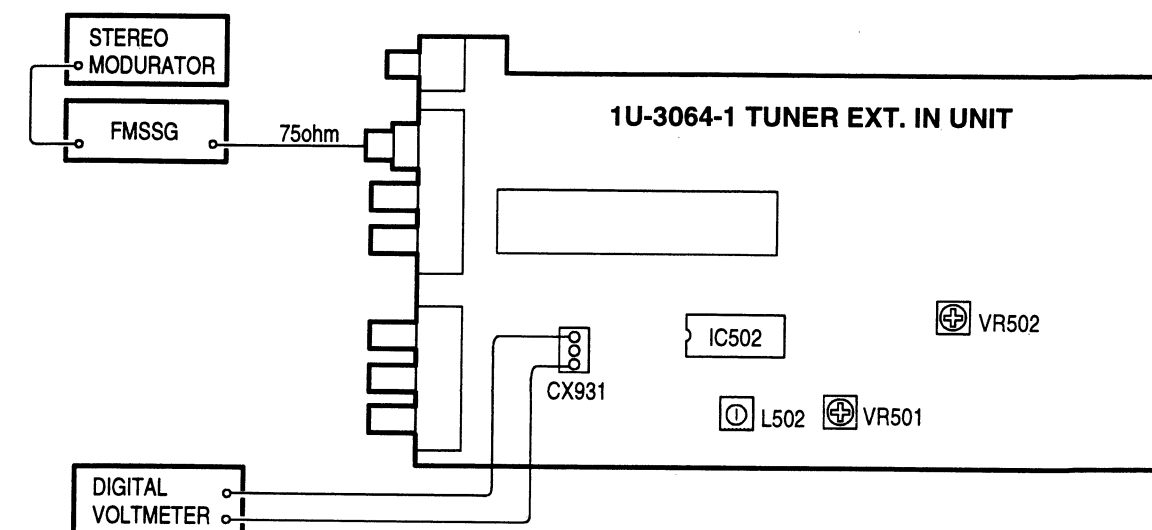 STEREO
MODURATOR
FMSSG
75ohm
1U-3064-1 TUNER EXT. IN UNIT
IC502
VR502
CX931
L502
VR501
DIGITAL
VOLTMETER